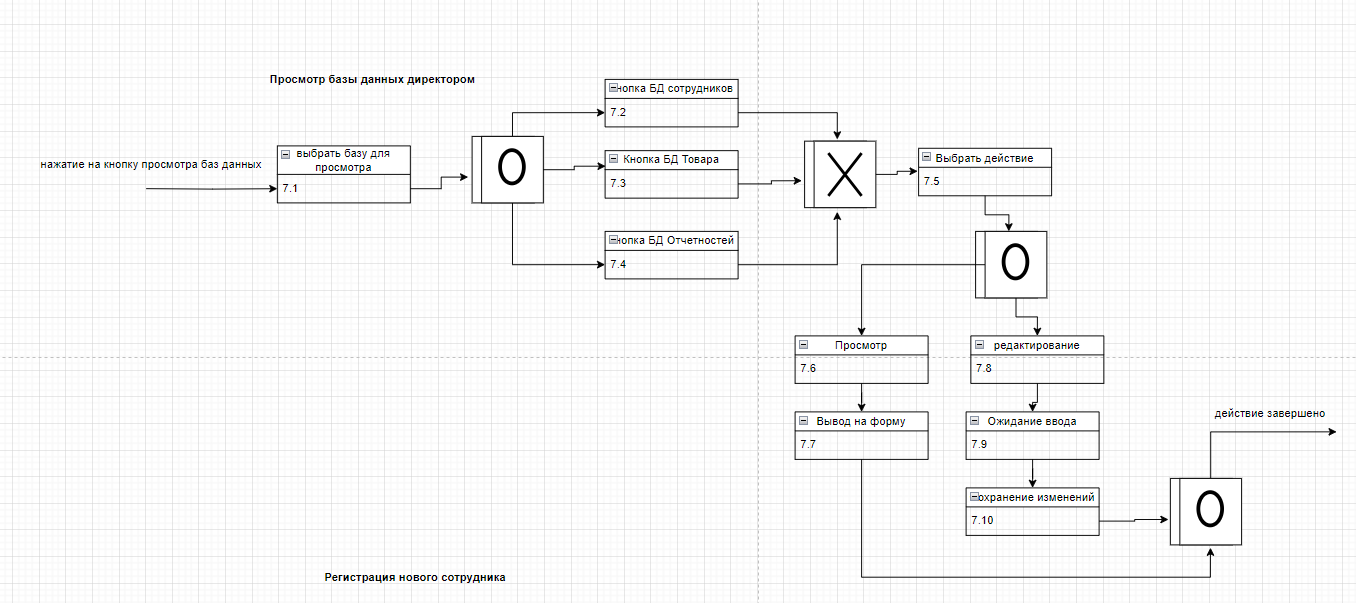 Просмотр базы данных директором
нажатие на кнопку просмотра баз данных
выбрать базу для
просмотра
7.1
O
нопка БД сотрудников
7.2
Кнопка БД Товара
7.3
нопка БД Отчетностей
7.4
X
Выбрать действие
7.5
O
Просмотр
7.6
редактирование
7.8
Вывод на форму
7.7
Ожидание ввода
7.9
охранение изменений
7.10
действие завершено
O
Регистрация нового сотрудника